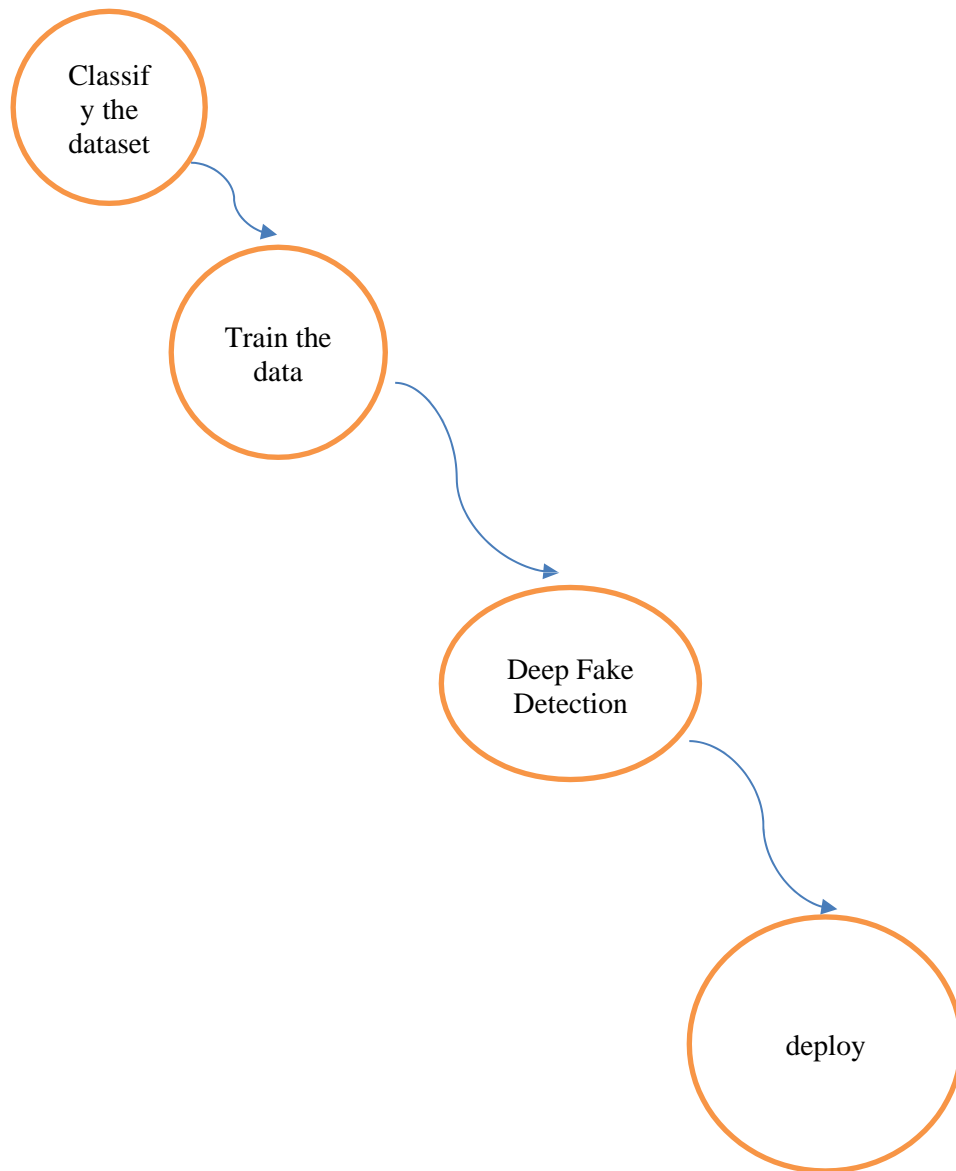 Classif
y the
dataset
Train the
data
Deep Fake
Detection
deploy